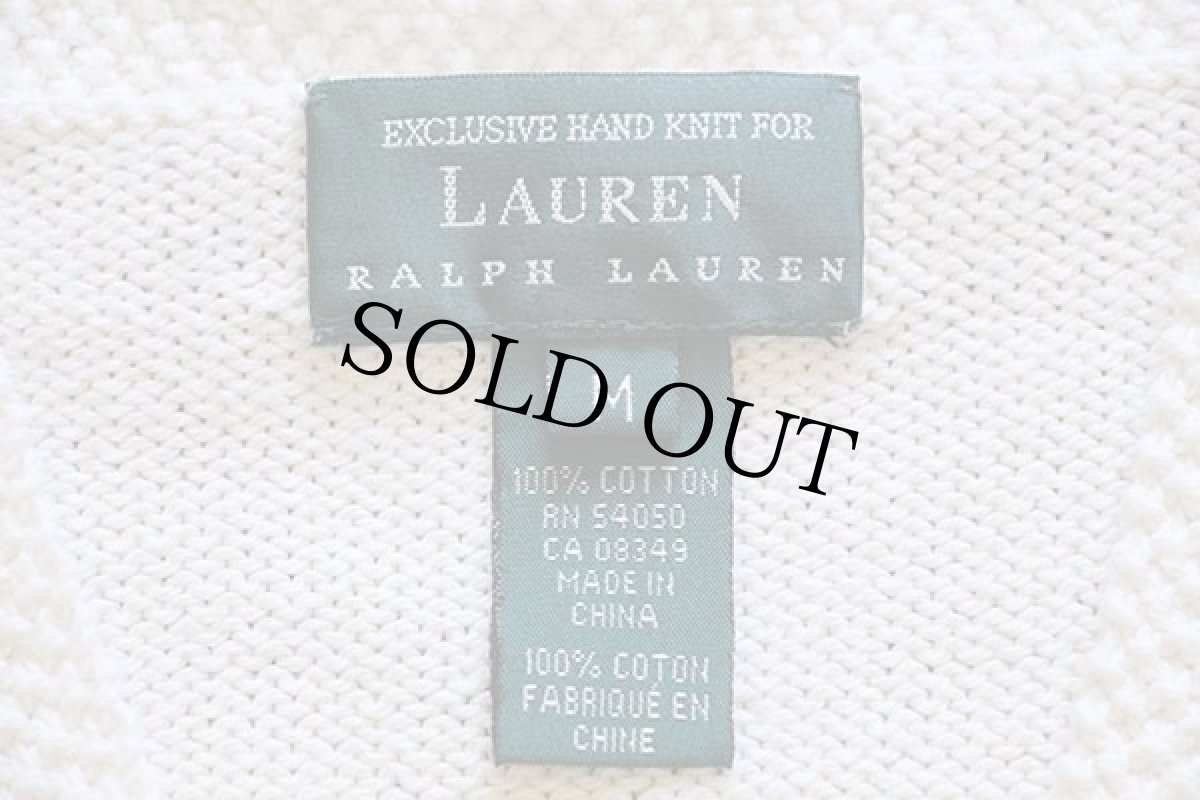 EXCLUSIVE HAND KNIT FOR
LAUREN
RALPH LAUREN
SOLD OUT
M
100% COTTON
RN 54050
CA 08349
MADE IN
CHINA
100% COTON
FABRIQUÉ EN
CHINE